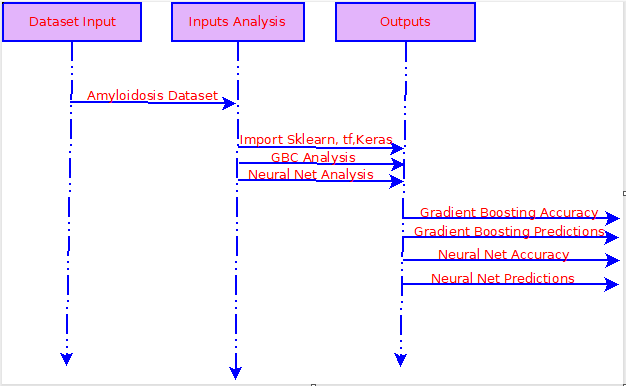 Dataset Input
Inputs Analysis
Outputs
Amyloidosis Dataset
Import Sklearn, tf,Keras
GBC Analysis
Neural Net Analysis
Gradient Boosting Accuracy
Gradient Boosting Predictions
Neural Net Accuracy
Neural Net Predictions